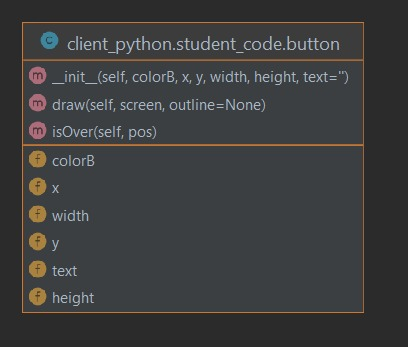 C client_python.student_code.button
m __init__(self, colorB, x, y, width, height, text='')
m draw(self, screen, outline=None)
m isOver(self, pos)
f colorB
f x
f width
f y
f text
f height